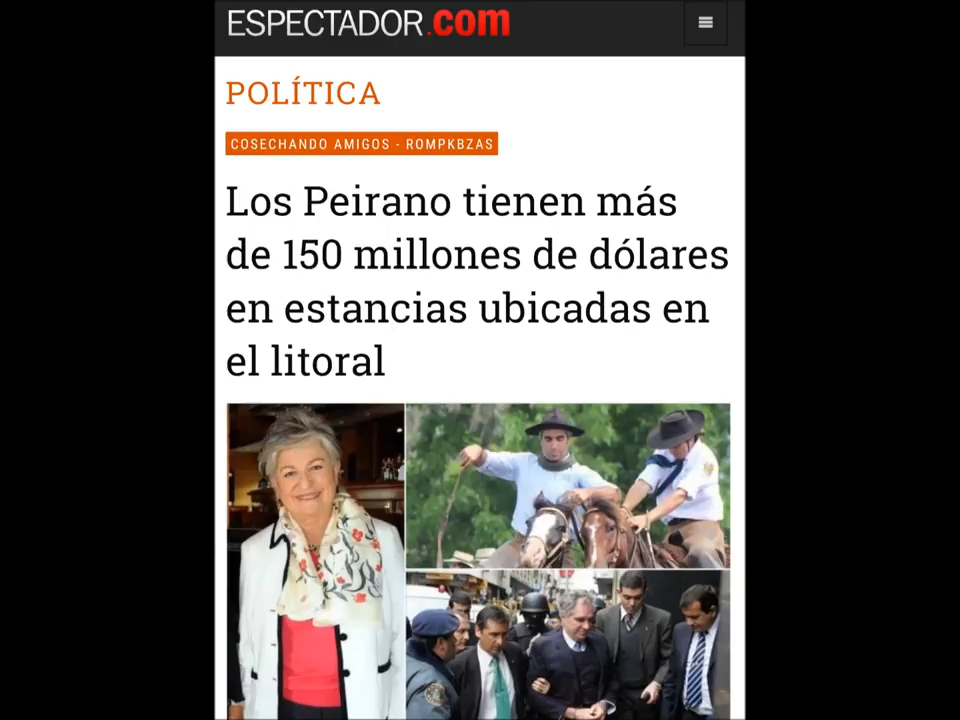 ESPECTADOR.com
POLÍTICA
COSECHANDO AMIGOS - ROMPKBZAS
Los Peirano tienen más
de 150 millones de dólares
en estancias ubicadas en
el litoral